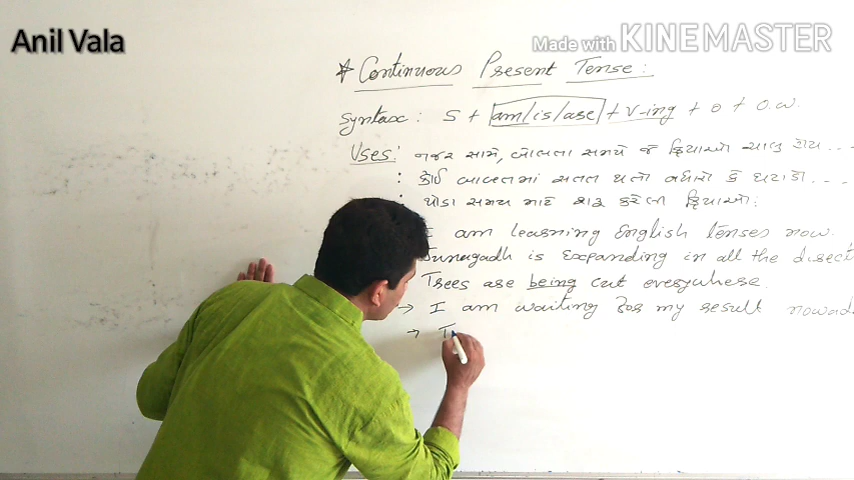 Anil Vala
Made with KINEMASTER
* Continuous Present Tense :
Syntax : S + am/is/are + V-ing + O + O.W.
Uses : નજર સામે, બોલતા સમયે જે ક્રિયાઓ ચાલુ હોય....
: કોઈ બાબતમાં સતત થતો વધારો કે ઘટાડો....
: થોડા સમય માટે શરૂ કરેલી ક્રિયાઓ:
I am learning English tenses now.
Junagadh is expanding in all the direct
Trees are being cut everywhere.
→ I am waiting for my result nowad
→ T